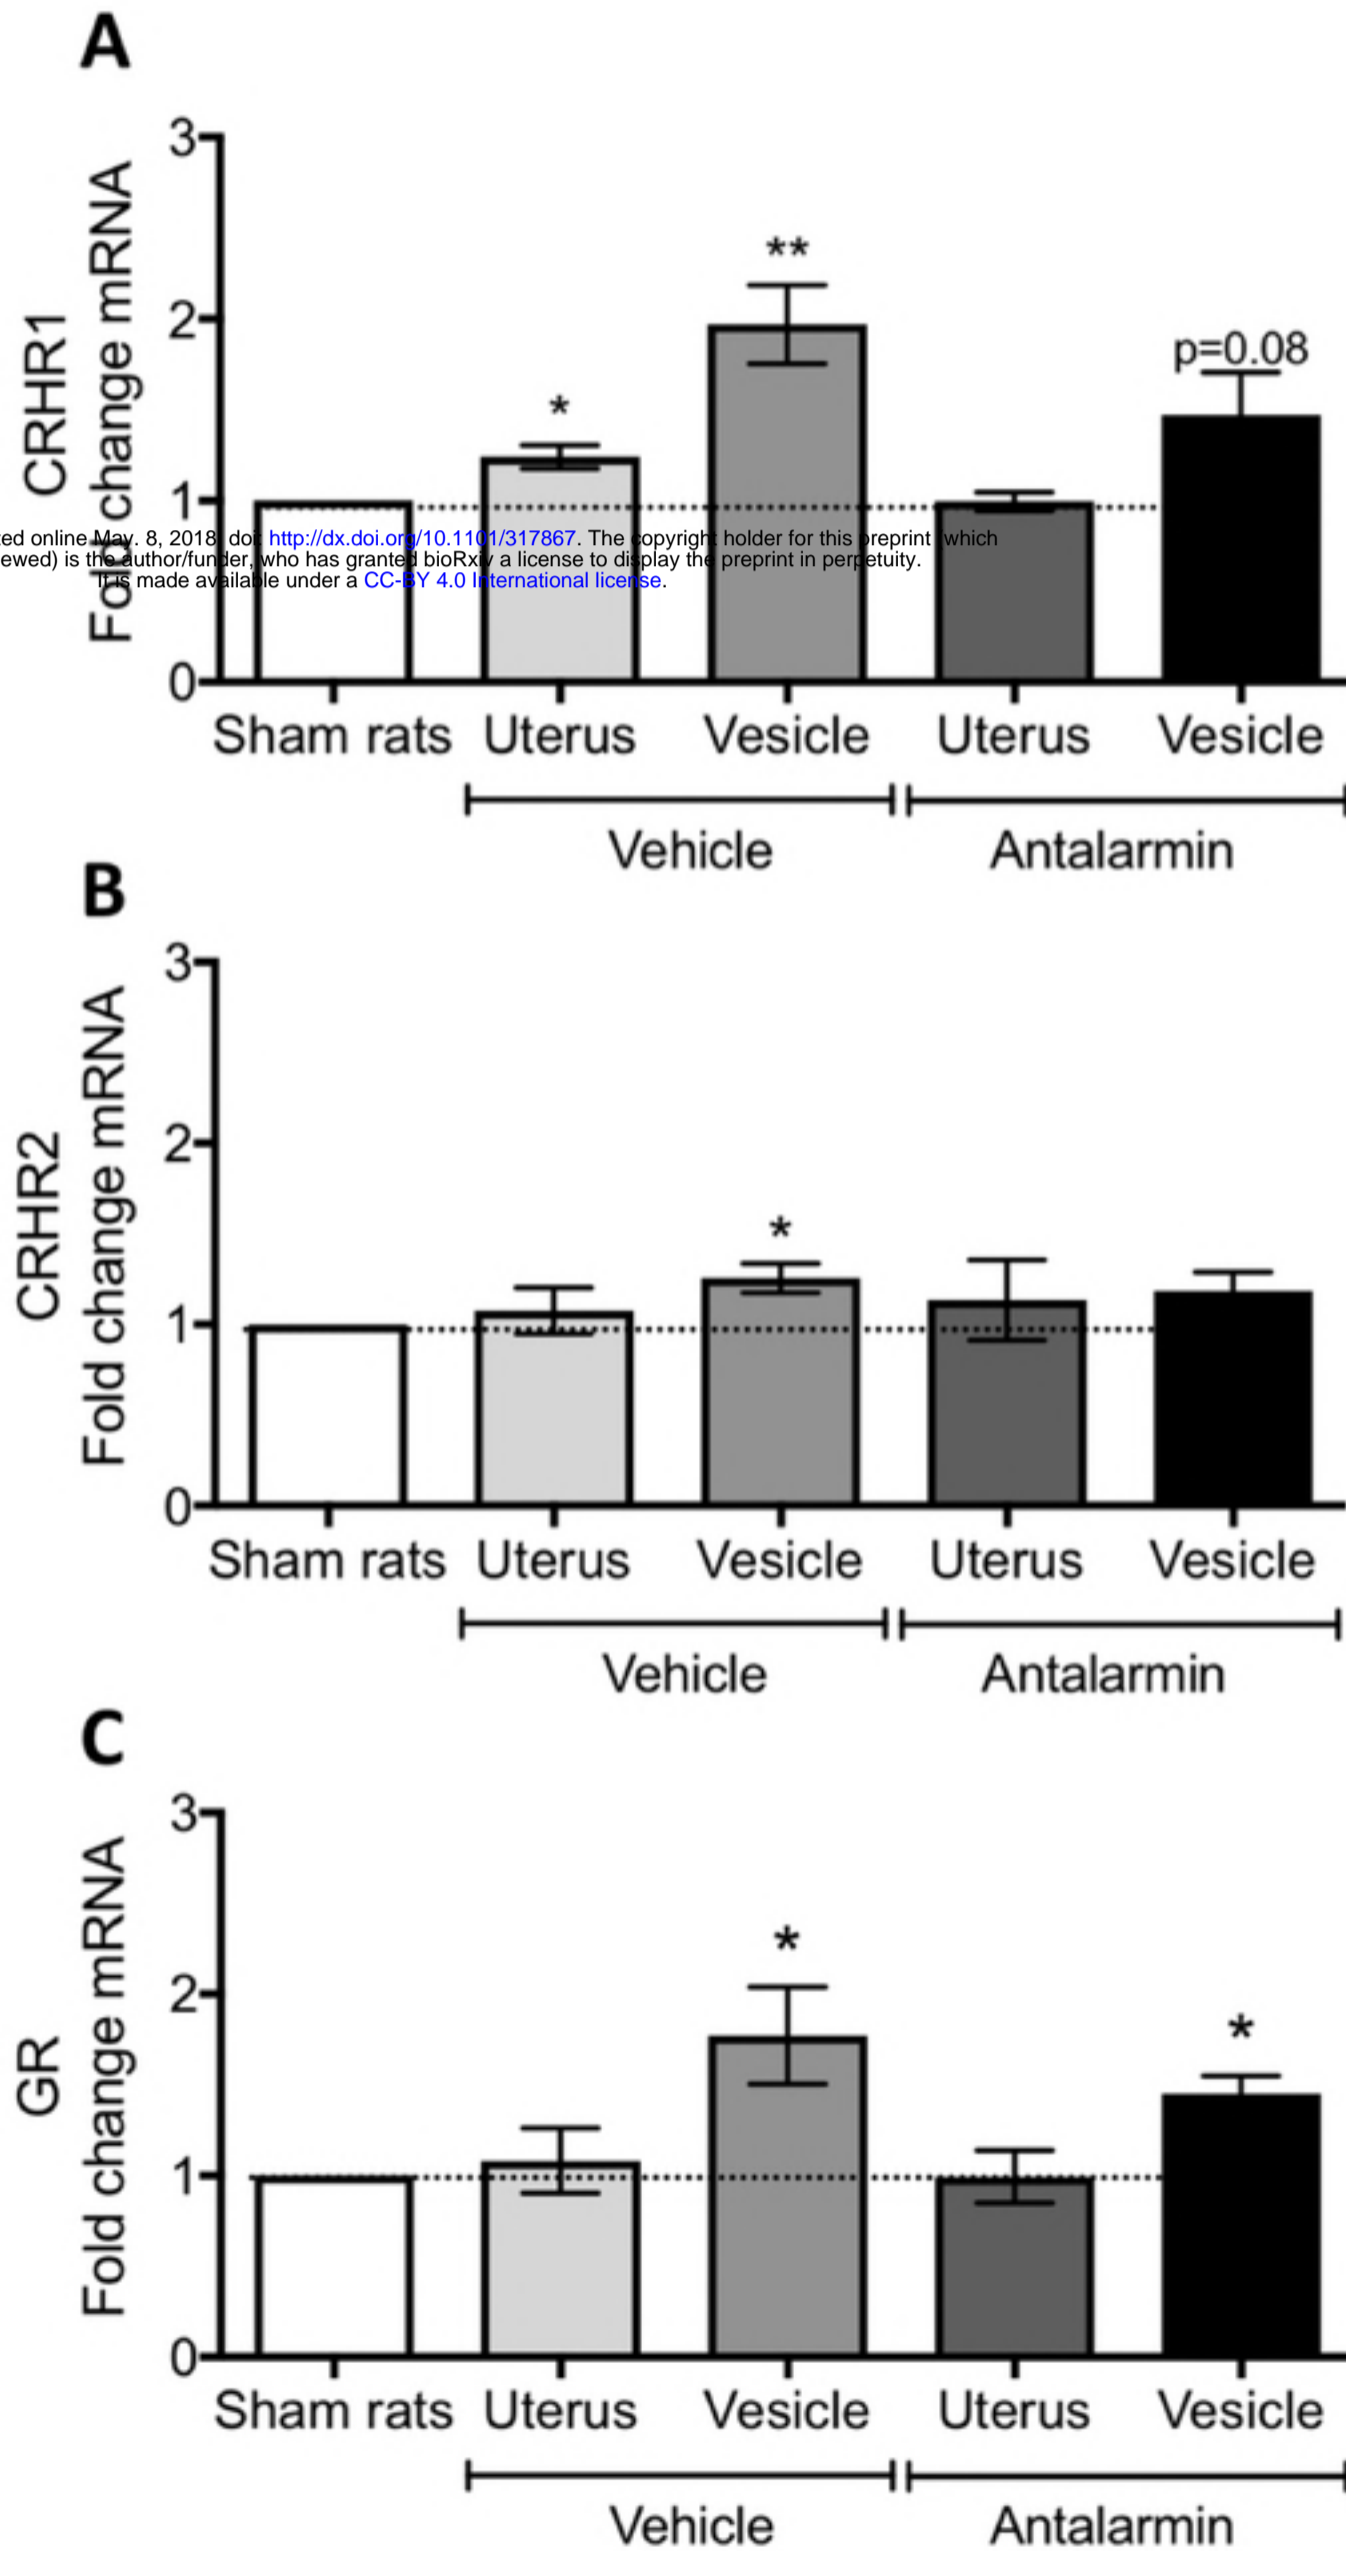 A
CRHR1
Fold change mRNA
3
2
1
0
*
**
p=0.08
ed online May. 8, 2018; doi: http://dx.doi.org/10.1101/317867. The copyright holder for this preprint (which
ewed) is the author/funder, who has granted bioRxiv a license to display the preprint in perpetuity.
It is made available under a CC-BY 4.0 International license.
Sham rats Uterus Vesicle Uterus Vesicle
Vehicle Antalarmin
B
CRHR2
Fold change mRNA
3
2
1
0
*
Sham rats Uterus Vesicle Uterus Vesicle
Vehicle Antalarmin
C
GR
Fold change mRNA
3
2
1
0
*
*
Sham rats Uterus Vesicle Uterus Vesicle
Vehicle Antalarmin